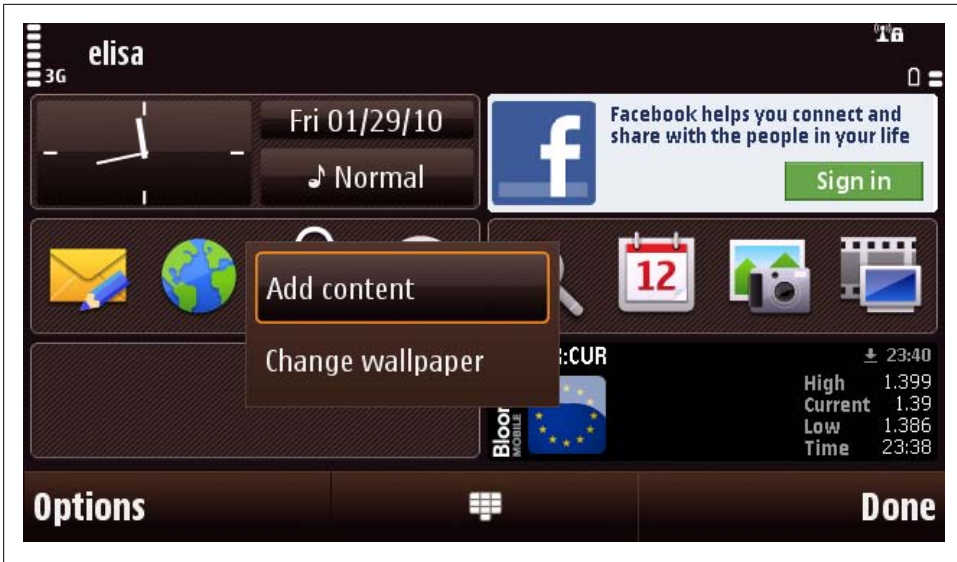 elisa
3G
Fri 01/29/10
Normal
Facebook helps you connect and
share with the people in your life
Sign in
12
Add content
Change wallpaper
:CUR
23:40
High 1.399
Current 1.39
Low 1.386
Time 23:38
MOBILE
Options
Done